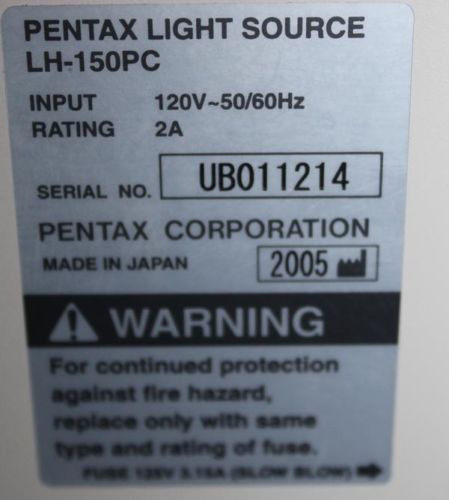 PENTAX LIGHT SOURCE
LH-150PC
INPUT 120V~50/60Hz
RATING 2A
SERIAL NO. UB011214
PENTAX CORPORATION
MADE IN JAPAN 2005
WARNING
For continued protection
against fire hazard,
replace only with same
type and rating of fuse.
FUSE 125V 3.15A (SLOW BLOW)